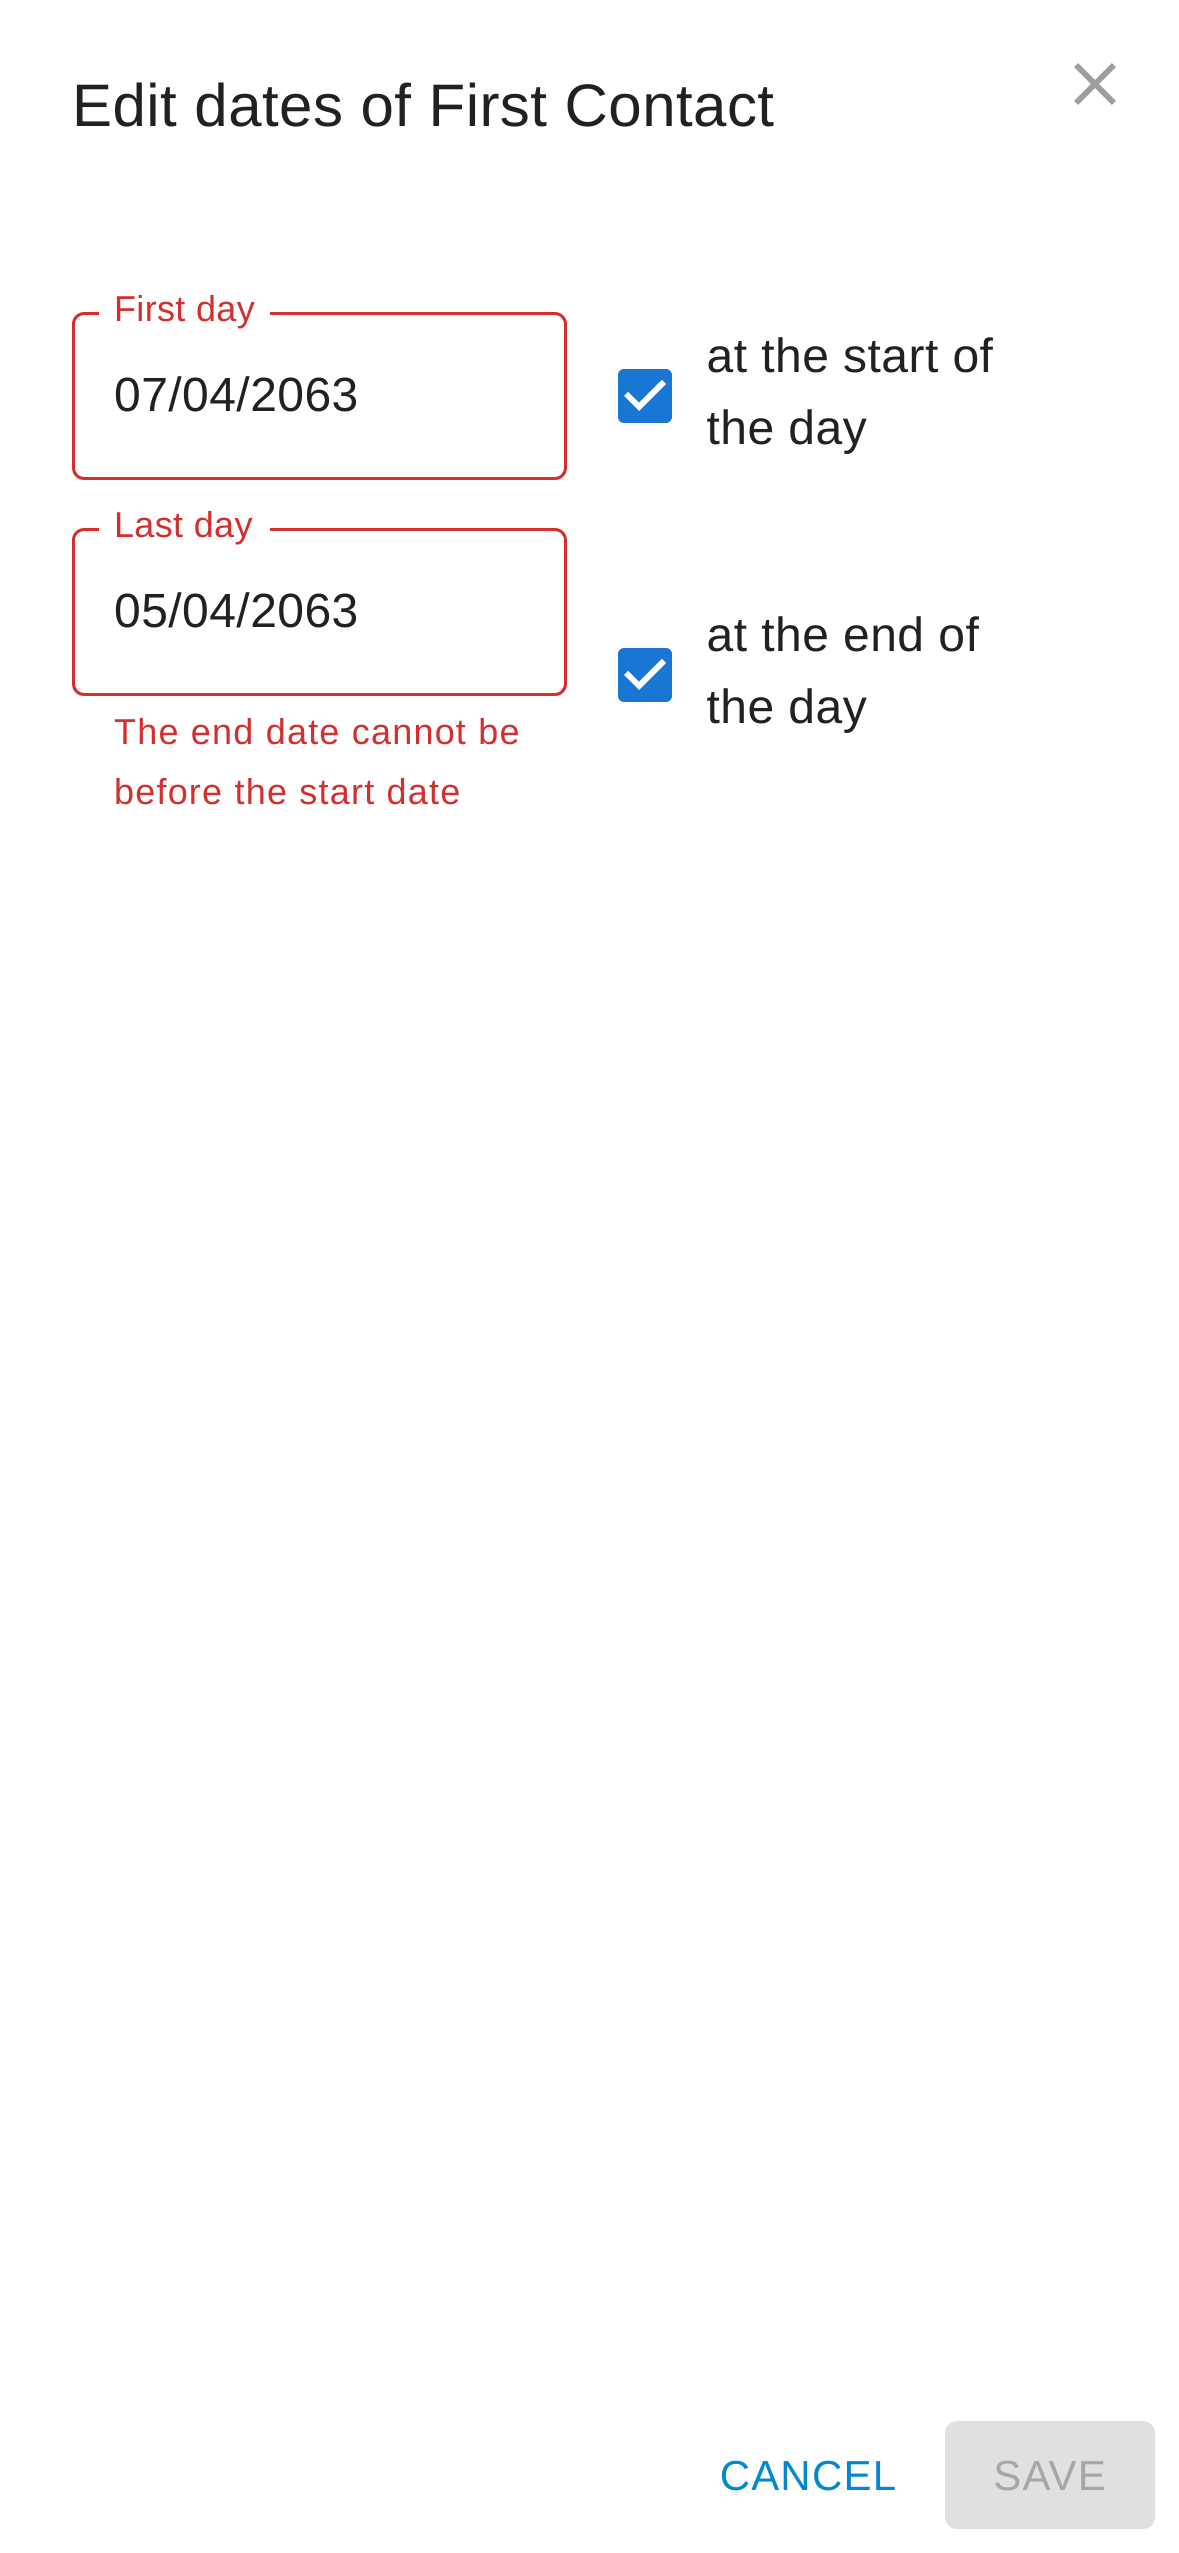 Edit dates of First Contact
First day
07/04/2063
at the start of
the day
Last day
05/04/2063
at the end of
the day
The end date cannot be
before the start date
CANCEL
SAVE